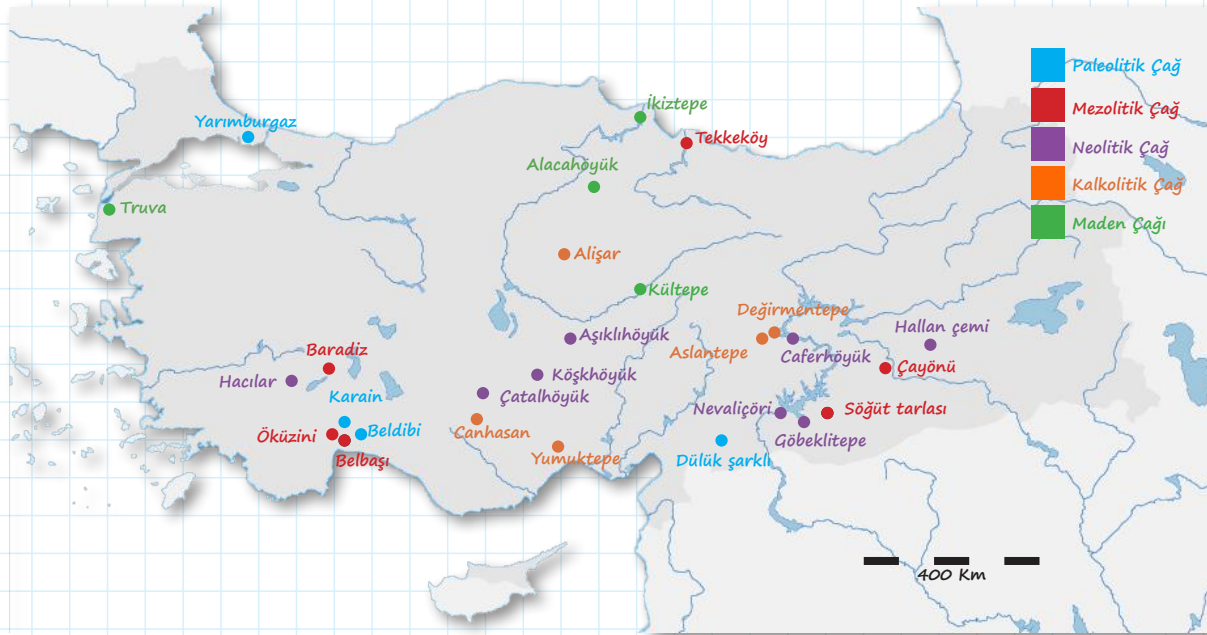 Paleolitik Çağ
Mezolitik Çağ
Neolitik Çağ
Kalkolitik Çağ
Maden Çağı
İkiztepe
Yarımburgaz
Tekkeköy
Alacahöyük
Truva
Alişar
Kültepe
Değirmentepe
Hallan çemi
Aşıklıhöyük
Aslantepe
Caferhöyük
Baradiz
Çayönü
Hacılar
Köşkhöyük
Karain
Çatalhöyük
Nevaliçöri
Söğüt tarlası
Öküzini
Beldibi
Canhasan
Göbeklitepe
Belbaşı
Yumuktepe
Dülük şarklı
400 Km